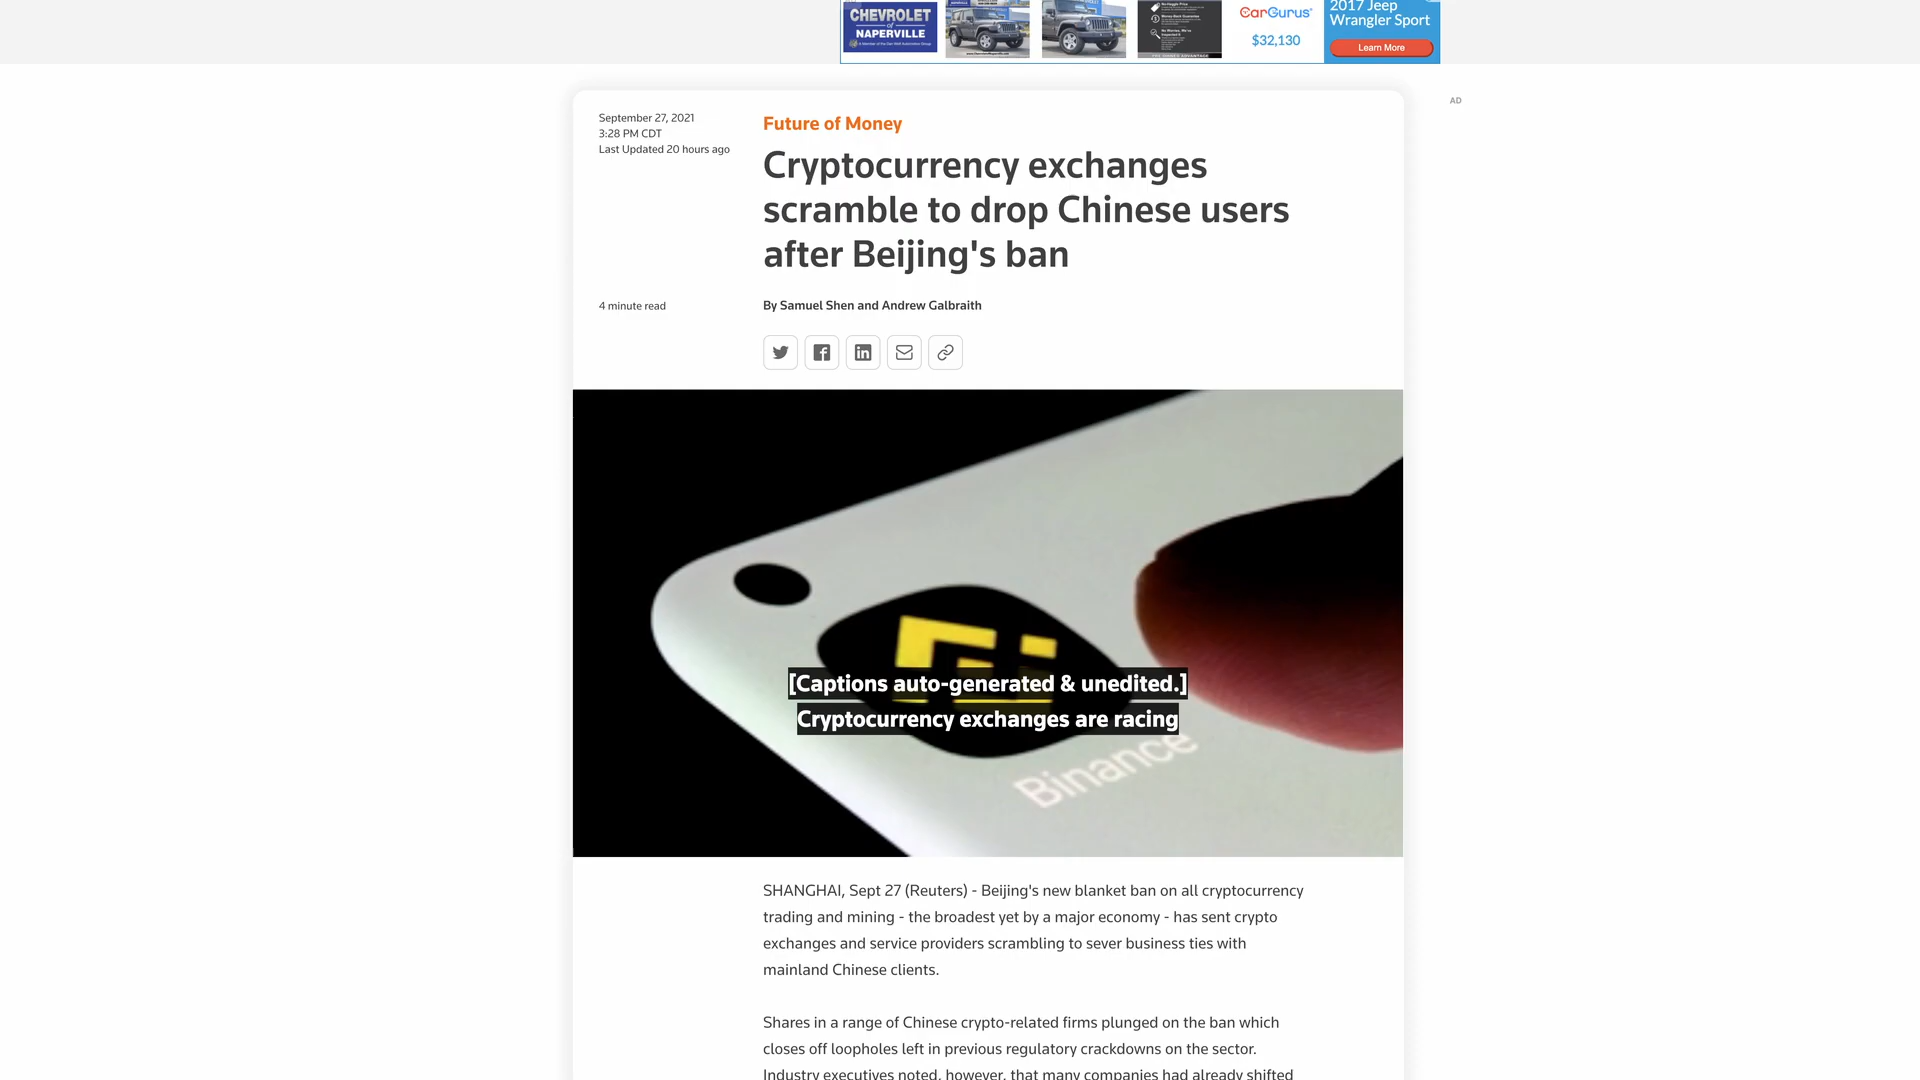 CHEVROLET
of
NAPERVILLE
CarGurus
$32,130
2017 Jeep
Wrangler Sport
Learn More
AD
September 27, 2021
3:28 PM CDT
Last Updated 20 hours ago
Future of Money
Cryptocurrency exchanges
scramble to drop Chinese users
after Beijing's ban
4 minute read
By Samuel Shen and Andrew Galbraith
[Captions auto-generated & unedited.]
Cryptocurrency exchanges are racing
Binance
SHANGHAI, Sept 27 (Reuters) - Beijing's new blanket ban on all cryptocurrency
trading and mining - the broadest yet by a major economy - has sent crypto
exchanges and service providers scrambling to sever business ties with
mainland Chinese clients.
Shares in a range of Chinese crypto-related firms plunged on the ban which
closes off loopholes left in previous regulatory crackdowns on the sector.
Industry executives noted, however, that many companies had already shifted